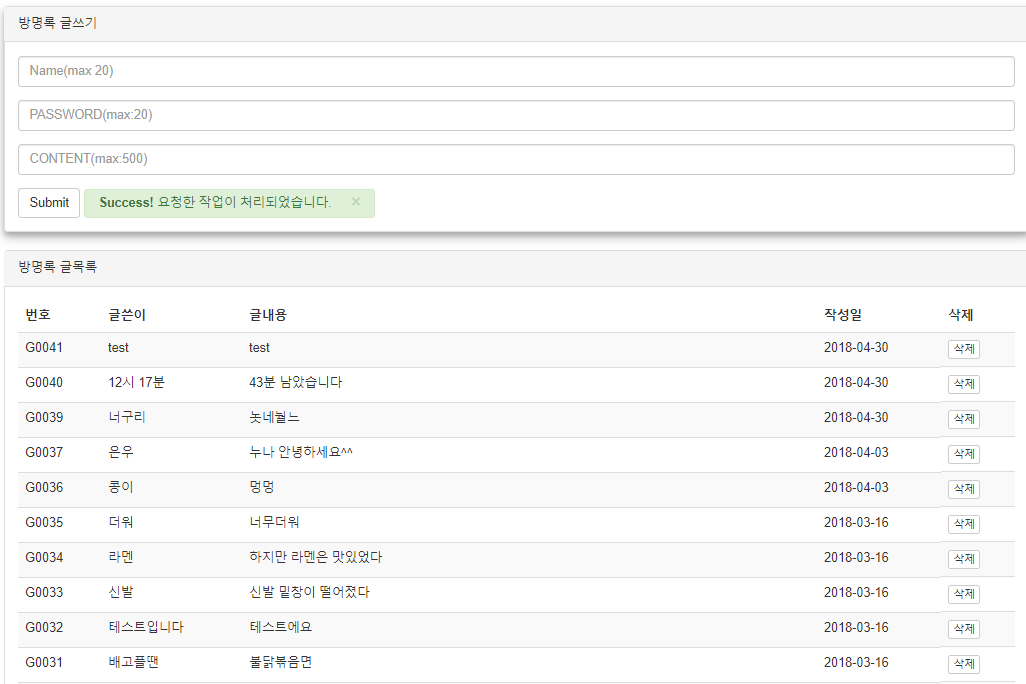 방명록 글쓰기
Name(max 20)
PASSWORD(max:20)
CONTENT(max:500)
Submit Success! 요청한 작업이 처리되었습니다. ×
방명록 글목록
번호 글쓴이 글내용 작성일 삭제
G0041 test test 2018-04-30 삭제
G0040 12시 17분 43분 남았습니다 2018-04-30 삭제
G0039 너구리 놋네월느 2018-04-30 삭제
G0037 은우 누나 안녕하세요^^ 2018-04-03 삭제
G0036 콩이 멍멍 2018-04-03 삭제
G0035 더워 너무더워 2018-03-16 삭제
G0034 라멘 하지만 라멘은 맛있었다 2018-03-16 삭제
G0033 신발 신발 밑창이 떨어졌다 2018-03-16 삭제
G0032 테스트입니다 테스트에요 2018-03-16 삭제
G0031 배고플땐 불닭볶음면 2018-03-16 삭제